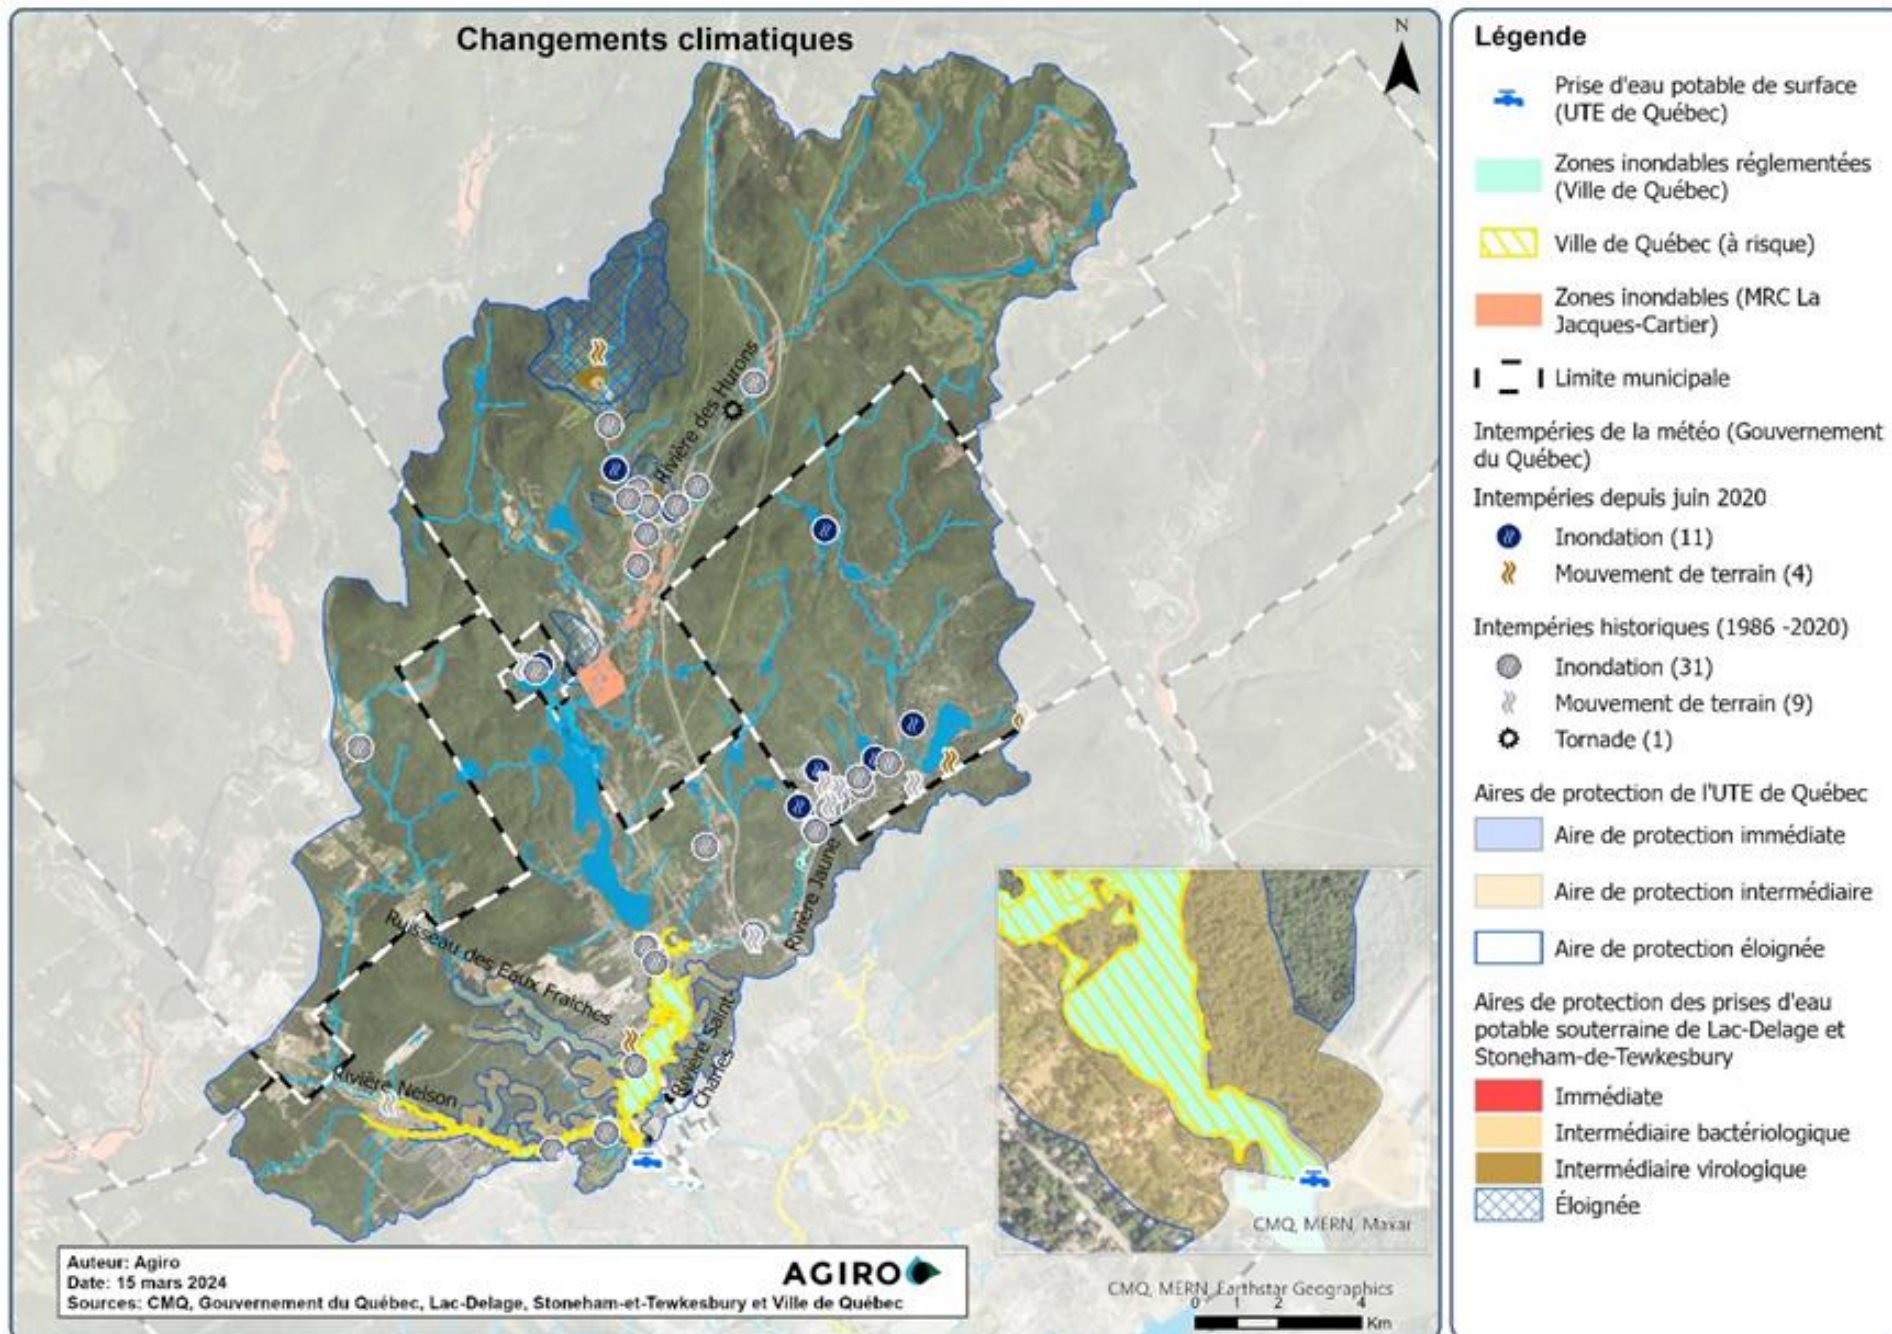 Changements climatiques
N
Rivière des Hurons
Rivière Jaune
Ruisseau des Eaux Fraîches
Rivière Saint-
Charles
Rivière Nelson
CMQ, MERN, Maxar
CMQ, MERN, Earthstar Geographics
0 1 2 4
Km
Auteur: Agiro
Date: 15 mars 2024
Sources: CMQ, Gouvernement du Québec, Lac-Delage, Stoneham-et-Tewkesbury et Ville de Québec
AGIRO
Légende
Prise d'eau potable de surface
(UTE de Québec)
Zones inondables réglementées
(Ville de Québec)
Ville de Québec (à risque)
Zones inondables (MRC La
Jacques-Cartier)
Limite municipale
Intempéries de la météo (Gouvernement
du Québec)
Intempéries depuis juin 2020
Inondation (11)
Mouvement de terrain (4)
Intempéries historiques (1986 -2020)
Inondation (31)
Mouvement de terrain (9)
Tornade (1)
Aires de protection de l'UTE de Québec
Aire de protection immédiate
Aire de protection intermédiaire
Aire de protection éloignée
Aires de protection des prises d'eau
potable souterraine de Lac-Delage et
Stoneham-de-Tewkesbury
Immédiate
Intermédiaire bactériologique
Intermédiaire virologique
Éloignée